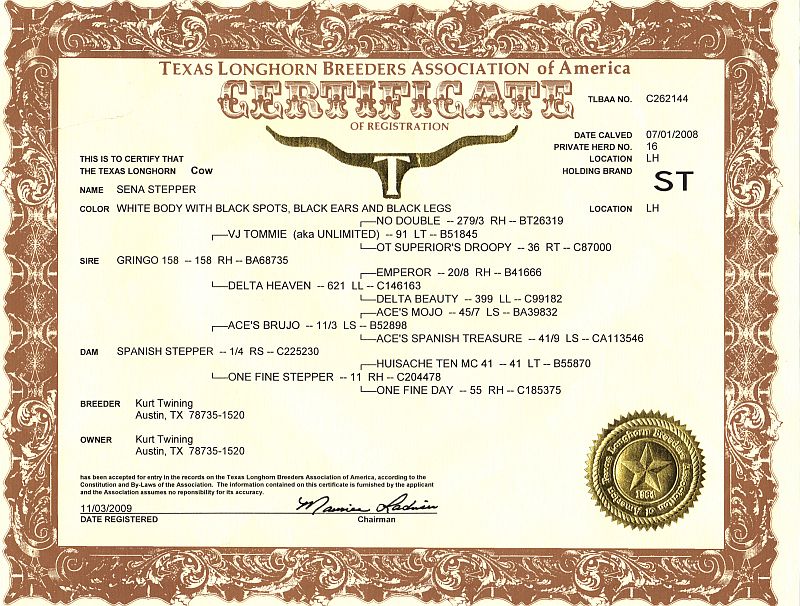 TEXAS LONGHORN BREEDERS ASSOCIATION of America
CERTIFICATE
OF REGISTRATION
TLBAA NO. C262144
DATE CALVED 07/01/2008
PRIVATE HERD NO. 16
LOCATION LH
HOLDING BRAND ST
LOCATION LH
T
THIS IS TO CERTIFY THAT
THE TEXAS LONGHORN Cow
NAME SENA STEPPER
COLOR WHITE BODY WITH BLACK SPOTS, BLACK EARS AND BLACK LEGS
NO DOUBLE -- 279/3 RH -- BT26319
VJ TOMMIE (aka UNLIMITED) -- 91 LT -- B51845
OT SUPERIOR'S DROOPY -- 36 RT -- C87000
SIRE GRINGO 158 -- 158 RH -- BA68735
EMPEROR -- 20/8 RH -- B41666
DELTA HEAVEN -- 621 LL -- C146163
DELTA BEAUTY -- 399 LL -- C99182
ACE'S MOJO -- 45/7 LS -- BA39832
ACE'S BRUJO -- 11/3 LS -- B52898
ACE'S SPANISH TREASURE -- 41/9 LS -- CA113546
DAM SPANISH STEPPER -- 1/4 RS -- C225230
HUISACHE TEN MC 41 -- 41 LT -- B55870
ONE FINE STEPPER -- 11 RH -- C204478
ONE FINE DAY -- 55 RH -- C185375
BREEDER Kurt Twining
Austin, TX 78735-1520
OWNER Kurt Twining
Austin, TX 78735-1520
has been accepted for entry in the records on the Texas Longhorn Breeders Association of America, according to the
Constitution and By-Laws of the Association. The information contained on this certificate is furnished by the applicant
and the Association assumes no reponsibility for its accuracy.
11/03/2009
DATE REGISTERED
Chairman
Texas Longhorn Breeders Association of America
1964